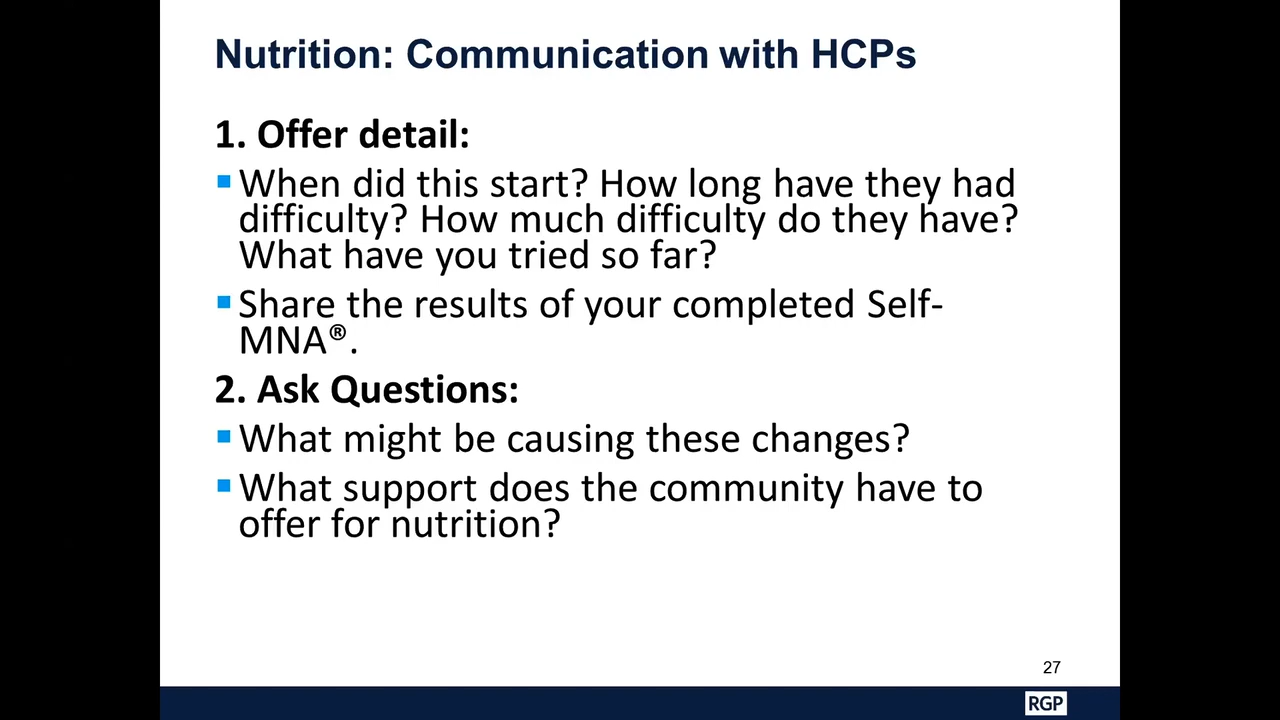 Nutrition: Communication with HCPs
1. Offer detail:
▪When did this start? How long have they had
difficulty? How much difficulty do they have?
What have you tried so far?
▪Share the results of your completed Self-
MNA®.
2. Ask Questions:
▪What might be causing these changes?
▪What support does the community have to
offer for nutrition?
27
RGP